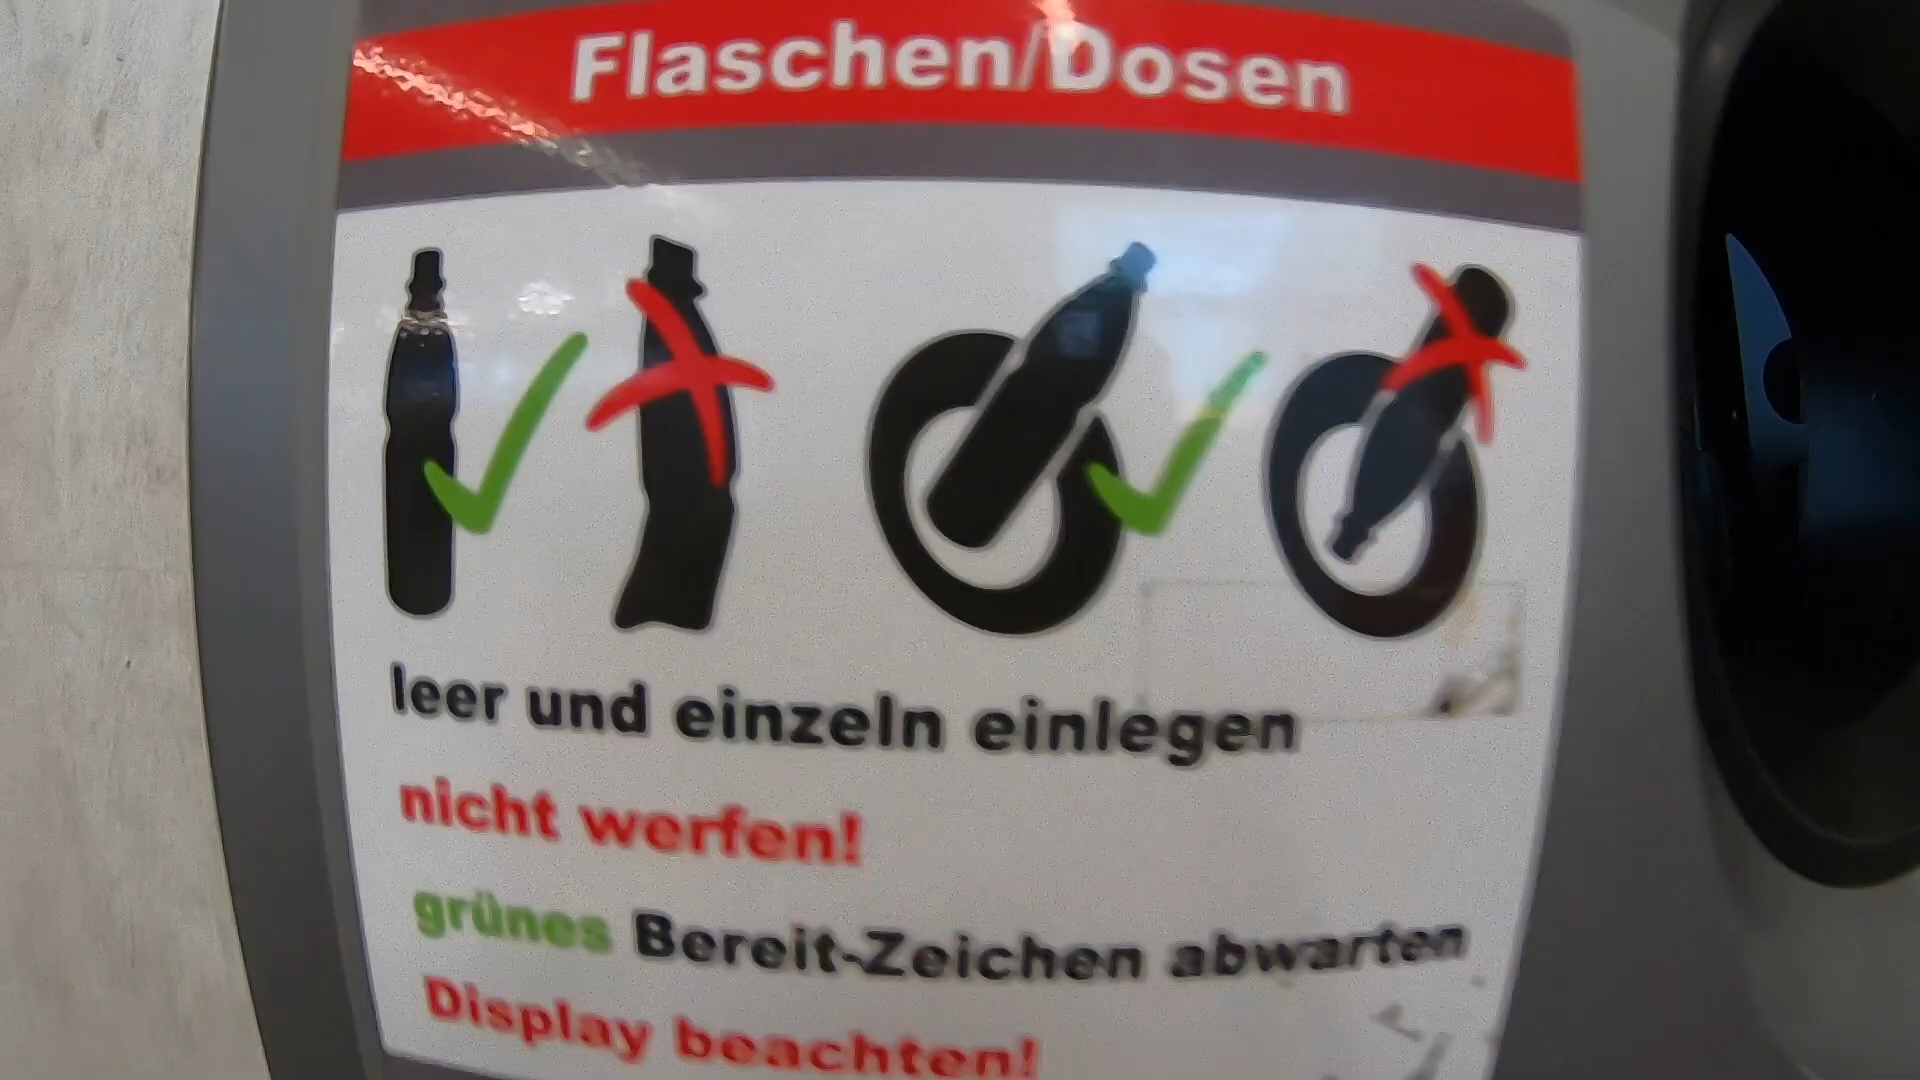 Flaschen/Dosen
leer und einzeln einlegen
nicht werfen!
grünes Bereit-Zeichen abwarten
Display beachten!